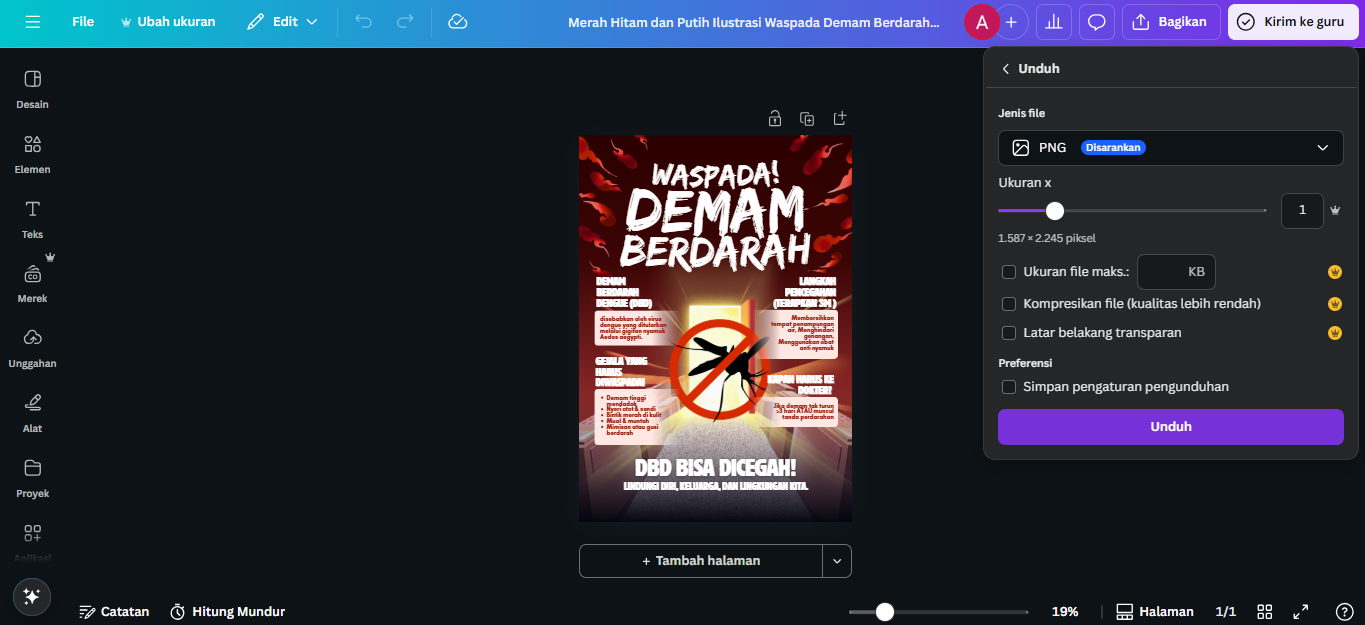 File
Ubah ukuran
Edit
Merah Hitam dan Putih Ilustrasi Waspada Demam Berdarah...
A
Bagikan
Kirim ke guru
Desain
Elemen
Teks
Merek
Unggahan
Alat
Proyek
Aplikasi
WASPADA!
DEMAM
BERDARAH
DEMAM
BERDARAH
DENGUE (DBD)
disebabkan oleh virus
dengue yang ditularkan
melalui gigitan nyamuk
Aedes aegypti.
GEJALA YANG
HARUS
DIWASPADAI
• Demam tinggi
mendadak
• Nyeri otot & sendi
• Bintik merah di kulit
• Mual & muntah
• Mimisan atau gusi
berdarah
LANGKAH
PENCEGAHAN
(TERAPKAN 3M )
Membersihkan
tempat penampungan
air, Menghindari
genangan,
Menggunakan obat
anti nyamuk
KAPAN HARUS KE
DOKTER?
Jika demam tak turun
>3 hari ATAU muncul
tanda perdarahan
DBD BISA DICEGAH!
LINDUNGI DIRI, KELUARGA, DAN LINGKUNGAN KITA.
+ Tambah halaman
Unduh
Jenis file
PNG
Disarankan
Ukuran x
1
1.587 × 2.245 piksel
Ukuran file maks.:
KB
Kompresikan file (kualitas lebih rendah)
Latar belakang transparan
Preferensi
Simpan pengaturan pengunduhan
Unduh
Catatan
Hitung Mundur
19%
Halaman
1/1